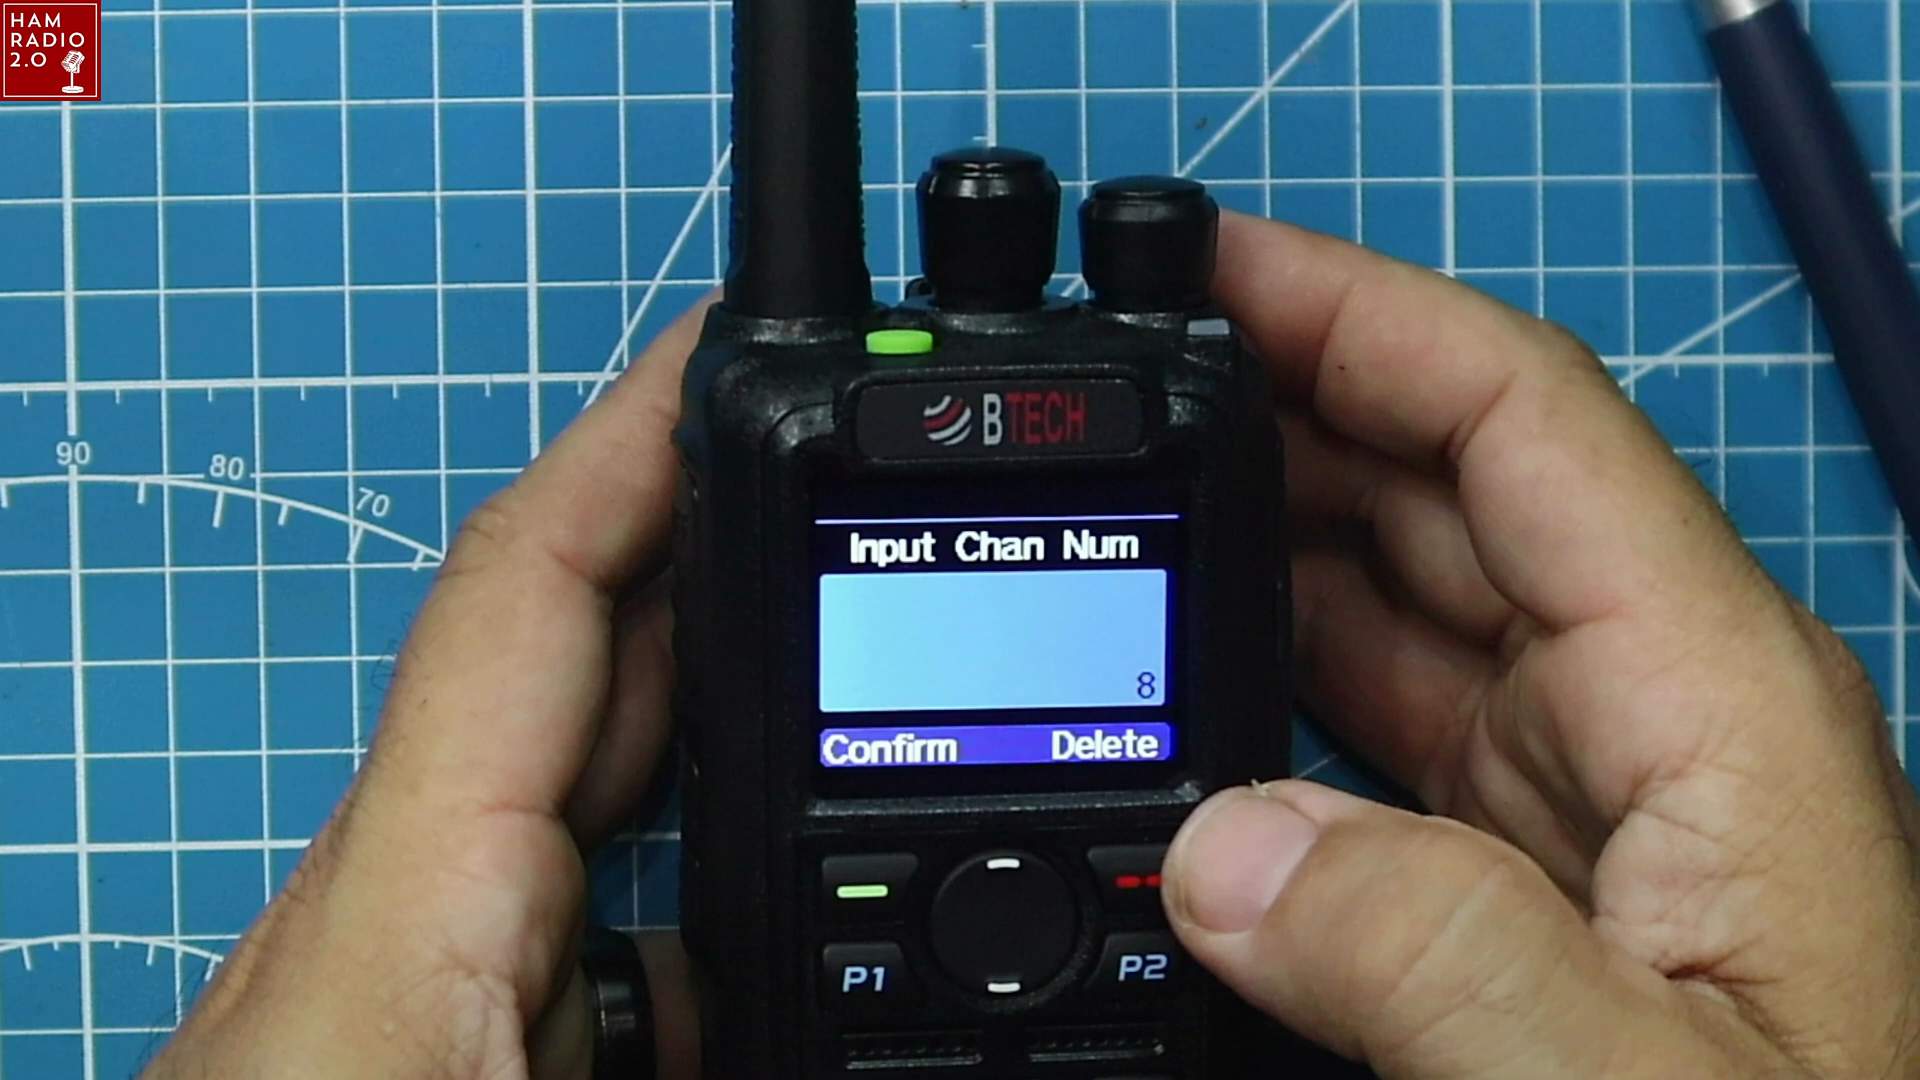 HAM
RADIO
2.0
BTECH
90
80
70
Input Chan Num
8
Confirm
Delete
P1
P2